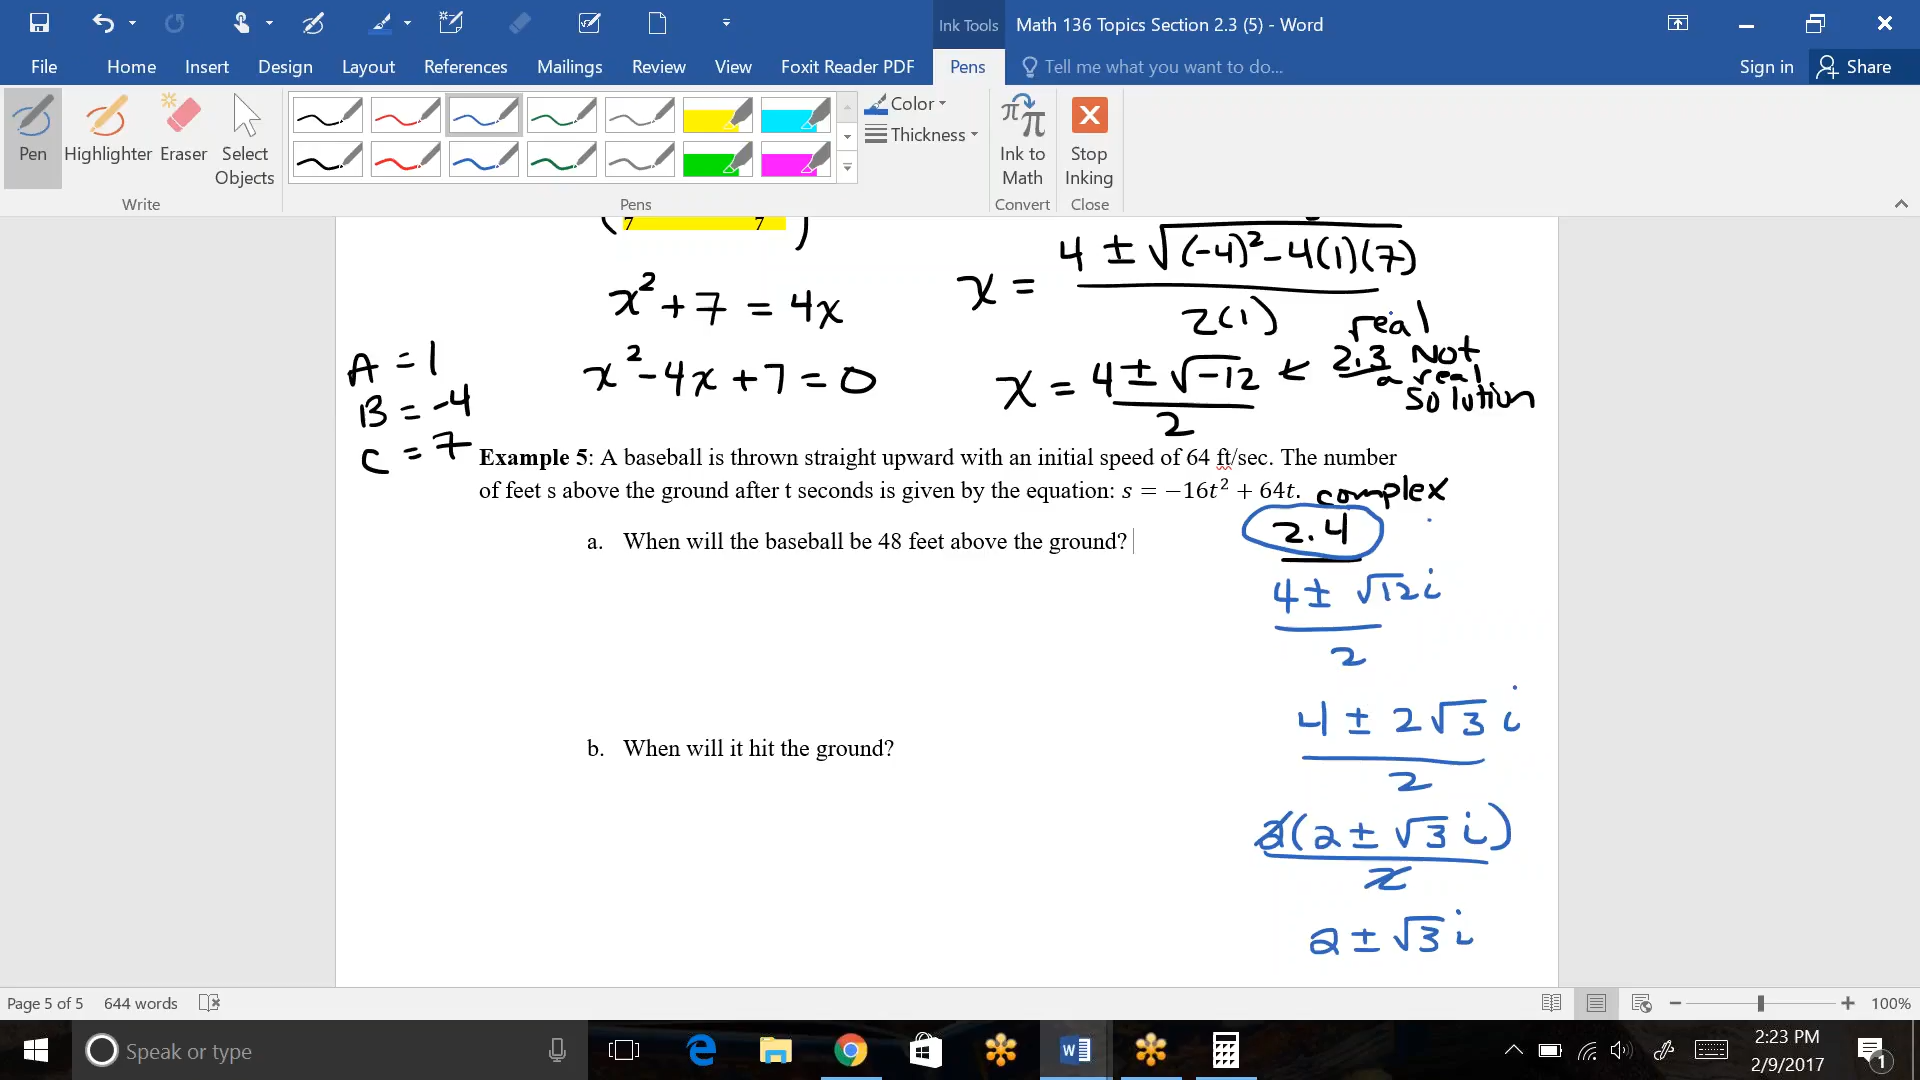 Ink Tools
Math 136 Topics Section 2.3 (5) - Word
File Home Insert Design Layout References Mailings Review View Foxit Reader PDF Pens Tell me what you want to do... Sign in Share
Pen Highlighter Eraser Select Objects
Color
Thickness
Ink to Math
Stop Inking
Write Pens Convert Close
( 7 7 )
x² + 7 = 4x
x² - 4x + 7 = 0
A = 1
B = -4
C = 7
x = 4 ± √(-4)² - 4(1)(7)
2(1)
x = 4 ± √-12 ← 2.3 Not
2
real
a real
solution
Example 5: A baseball is thrown straight upward with an initial speed of 64 ft/sec. The number
of feet s above the ground after t seconds is given by the equation: s = −16t² + 64t.
complex
a. When will the baseball be 48 feet above the ground?
2.4
4 ± √12 i
2
4 ± 2√3 i
2
b. When will it hit the ground?
2(2 ± √3 i)
2
2 ± √3 i
Page 5 of 5 644 words 100%
Speak or type
2:23 PM
2/9/2017
1